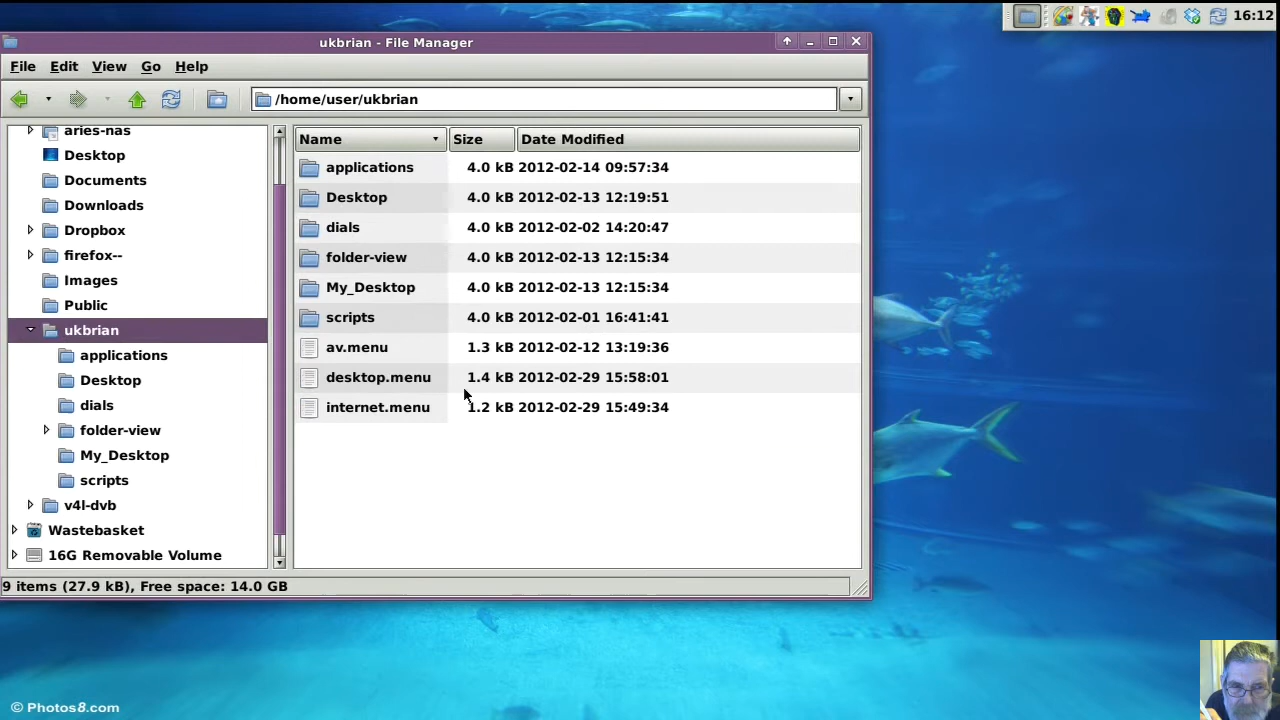 16:12
ukbrian - File Manager
File Edit View Go Help
/home/user/ukbrian
aries-nas
Desktop
Documents
Downloads
Dropbox
firefox--
Images
Public
ukbrian
applications
Desktop
dials
folder-view
My_Desktop
scripts
v4l-dvb
Wastebasket
16G Removable Volume
Name Size Date Modified
applications 4.0 kB 2012-02-14 09:57:34
Desktop 4.0 kB 2012-02-13 12:19:51
dials 4.0 kB 2012-02-02 14:20:47
folder-view 4.0 kB 2012-02-13 12:15:34
My_Desktop 4.0 kB 2012-02-13 12:15:34
scripts 4.0 kB 2012-02-01 16:41:41
av.menu 1.3 kB 2012-02-12 13:19:36
desktop.menu 1.4 kB 2012-02-29 15:58:01
internet.menu 1.2 kB 2012-02-29 15:49:34
9 items (27.9 kB), Free space: 14.0 GB
© Photos8.com